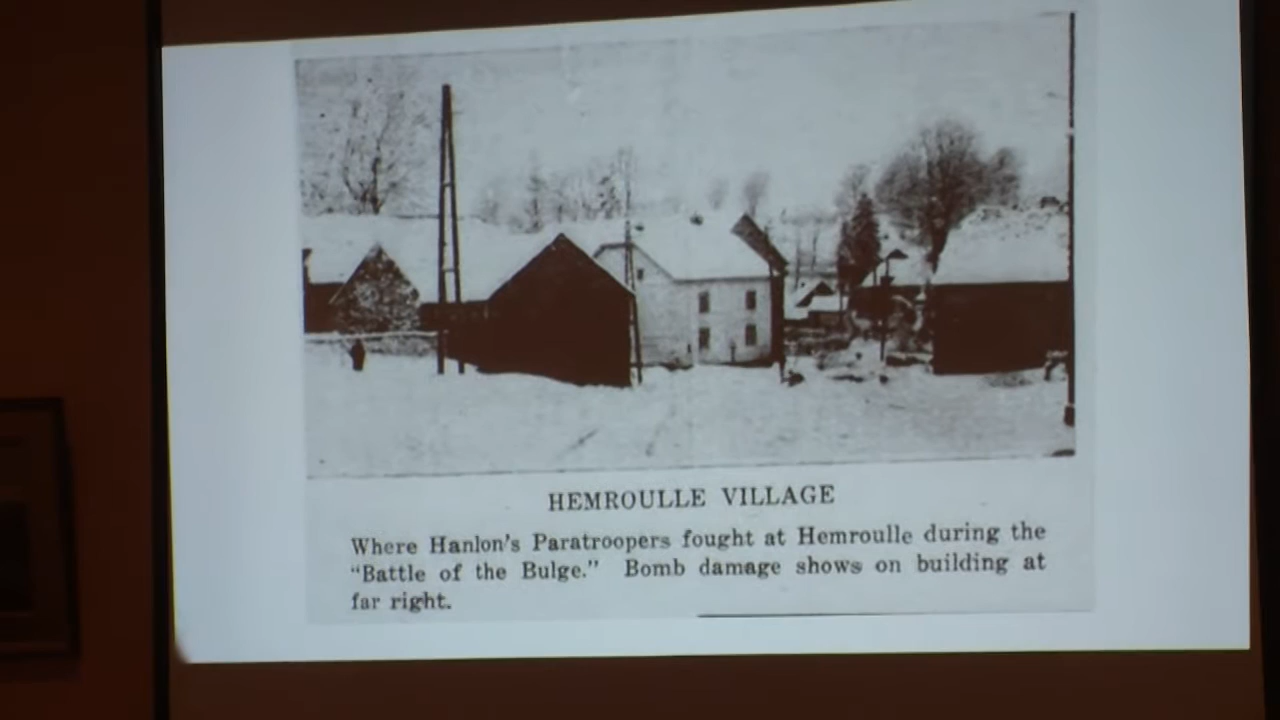 HEMROULLE VILLAGE
Where Hanlon's Paratroopers fought at Hemroulle during the
"Battle of the Bulge." Bomb damage shows on building at
far right.